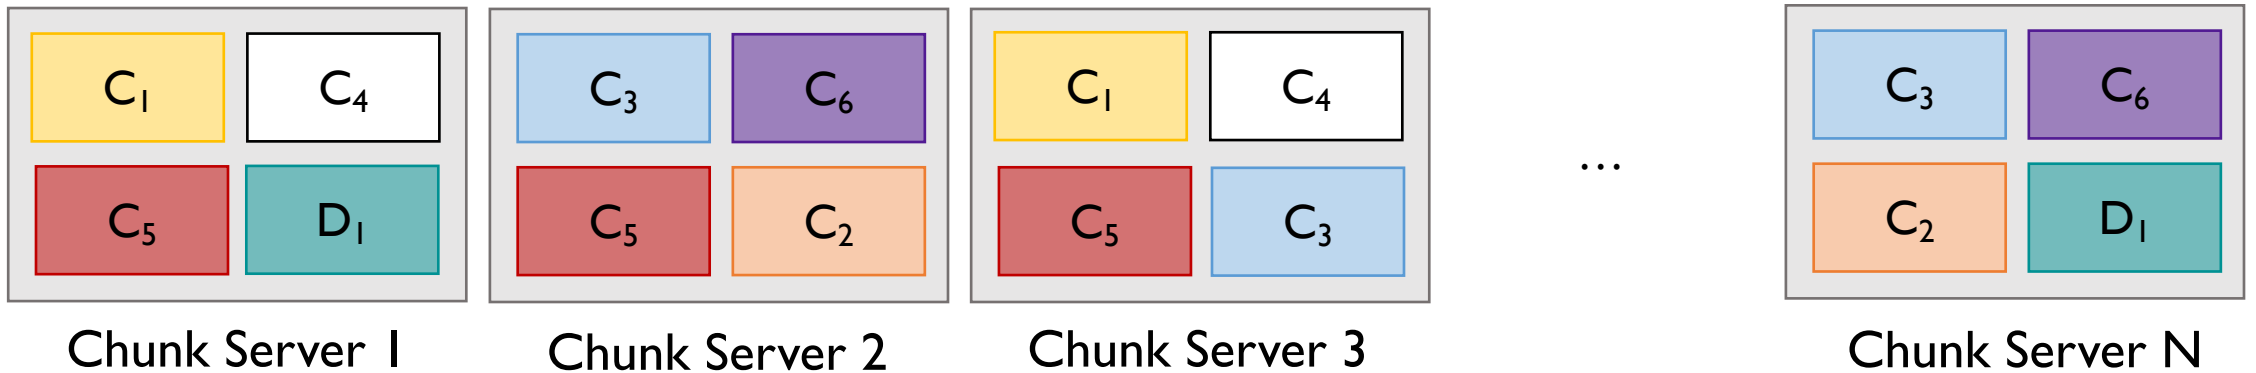 C₁ C₄ C₃ C₆ C₁ C₄ C₃ C₆
C₅ D₁ C₅ C₂ C₅ C₃ … C₂ D₁
Chunk Server 1 Chunk Server 2 Chunk Server 3 Chunk Server N